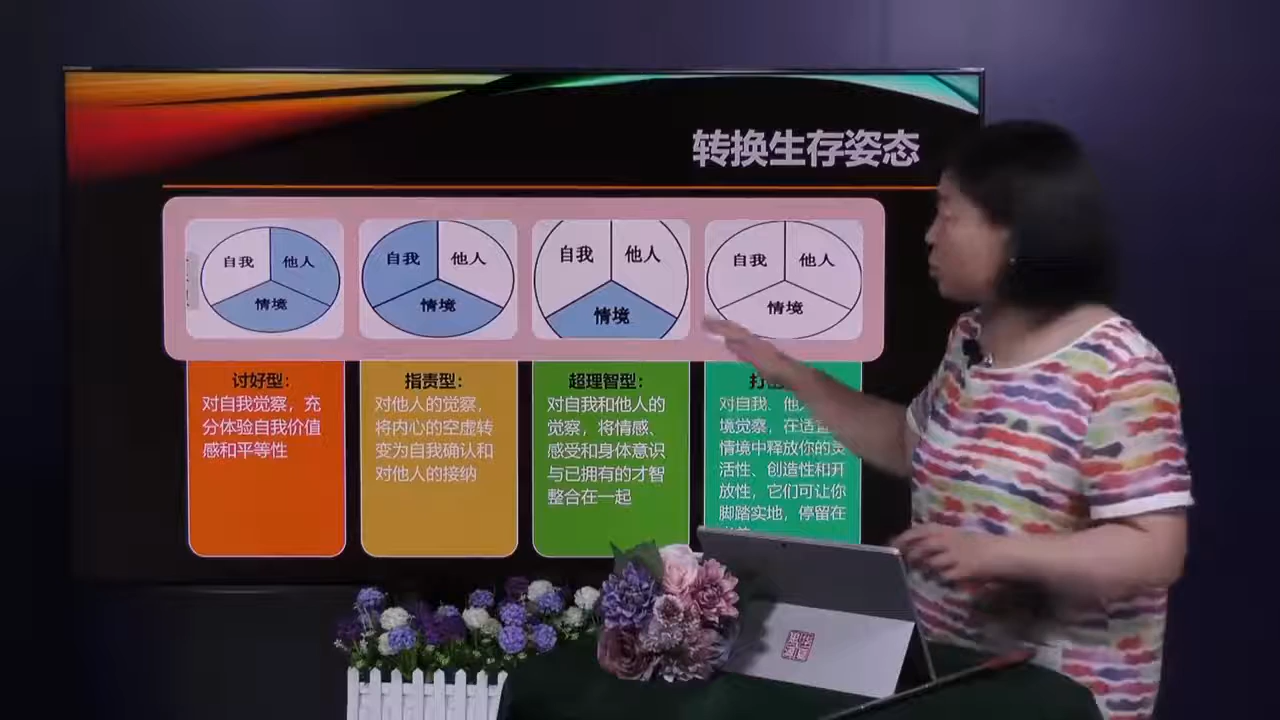 转换生存姿态
自我 他人
情境
自我 他人
情境
自我 他人
情境
自我 他人
情境
讨好型：
对自我觉察，充
分体验自我价值
感和平等性
指责型：
对他人的觉察，
将内心的空虚转
变为自我确认和
对他人的接纳
超理智型：
对自我和他人的
觉察，将情感、
感受和身体意识
与已拥有的才智
整合在一起
打
对自我、他
境觉察，在适
情境中释放你的灵
活性、创造性和开
放性，它们可让你
脚踏实地，停留在